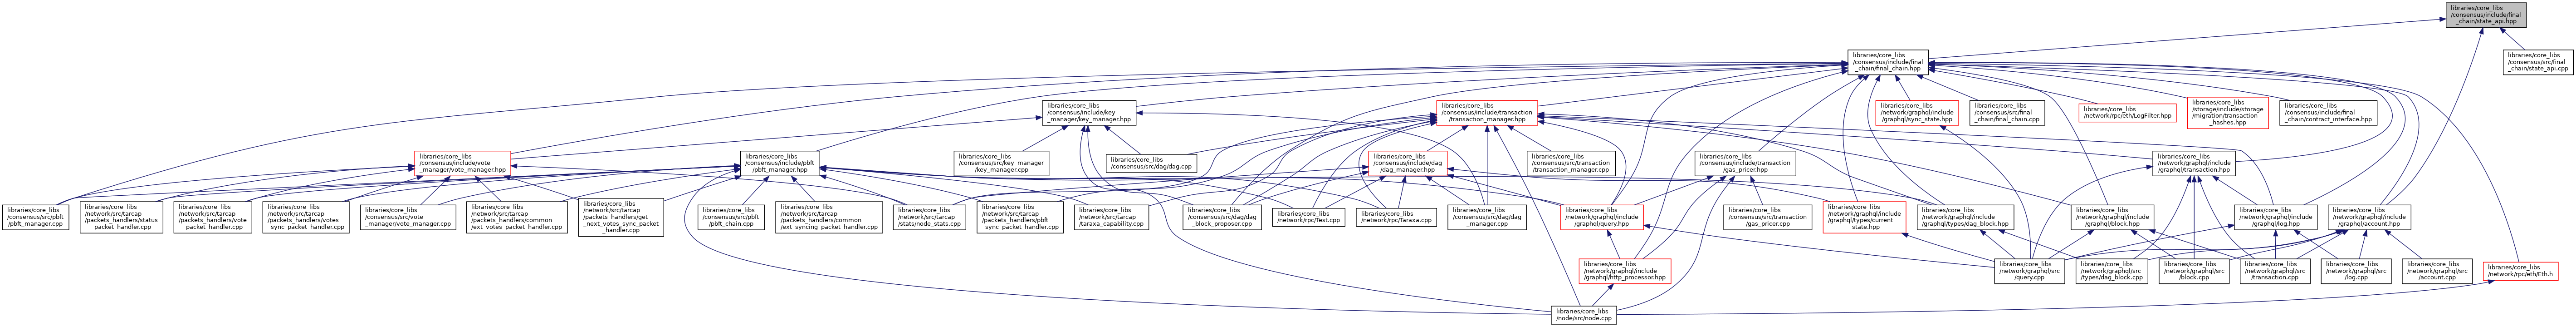 libraries/core_libs
/consensus/include/final
_chain/state_api.hpp
libraries/core_libs
/consensus/include/final
_chain/final_chain.hpp
libraries/core_libs
/consensus/src/final
_chain/state_api.cpp
libraries/core_libs
/consensus/include/key
_manager/key_manager.hpp
libraries/core_libs
/consensus/include/transaction
/transaction_manager.hpp
libraries/core_libs
/network/graphql/include
/graphql/sync_state.hpp
libraries/core_libs
/consensus/src/final
_chain/final_chain.cpp
libraries/core_libs
/network/rpc/eth/LogFilter.hpp
libraries/core_libs
/storage/include/storage
/migration/transaction
_hashes.hpp
libraries/core_libs
/consensus/include/final
_chain/contract_interface.hpp
libraries/core_libs
/consensus/include/vote
_manager/vote_manager.hpp
libraries/core_libs
/consensus/include/pbft
/pbft_manager.hpp
libraries/core_libs
/consensus/src/key_manager
/key_manager.cpp
libraries/core_libs
/consensus/src/dag/dag.cpp
libraries/core_libs
/consensus/include/dag
/dag_manager.hpp
libraries/core_libs
/consensus/src/transaction
/transaction_manager.cpp
libraries/core_libs
/consensus/include/transaction
/gas_pricer.hpp
libraries/core_libs
/network/graphql/include
/graphql/transaction.hpp
libraries/core_libs
/consensus/src/pbft
/pbft_manager.cpp
libraries/core_libs
/network/src/tarcap
/packets_handlers/status
_packet_handler.cpp
libraries/core_libs
/network/src/tarcap
/packets_handlers/vote
_packet_handler.cpp
libraries/core_libs
/network/src/tarcap
/packets_handlers/votes
_sync_packet_handler.cpp
libraries/core_libs
/consensus/src/vote
_manager/vote_manager.cpp
libraries/core_libs
/network/src/tarcap
/packets_handlers/common
/ext_votes_packet_handler.cpp
libraries/core_libs
/network/src/tarcap
/packets_handlers/get
_next_votes_sync_packet
_handler.cpp
libraries/core_libs
/consensus/src/pbft
/pbft_chain.cpp
libraries/core_libs
/network/src/tarcap
/packets_handlers/common
/ext_syncing_packet_handler.cpp
libraries/core_libs
/network/src/tarcap
/stats/node_stats.cpp
libraries/core_libs
/network/src/tarcap
/packets_handlers/pbft
_sync_packet_handler.cpp
libraries/core_libs
/network/src/tarcap
/taraxa_capability.cpp
libraries/core_libs
/consensus/src/dag/dag
_block_proposer.cpp
libraries/core_libs
/network/rpc/Test.cpp
libraries/core_libs
/network/rpc/Taraxa.cpp
libraries/core_libs
/consensus/src/dag/dag
_manager.cpp
libraries/core_libs
/network/graphql/include
/graphql/query.hpp
libraries/core_libs
/consensus/src/transaction
/gas_pricer.cpp
libraries/core_libs
/network/graphql/include
/graphql/types/current
_state.hpp
libraries/core_libs
/network/graphql/include
/graphql/types/dag_block.hpp
libraries/core_libs
/network/graphql/include
/graphql/block.hpp
libraries/core_libs
/network/graphql/include
/graphql/log.hpp
libraries/core_libs
/network/graphql/include
/graphql/account.hpp
libraries/core_libs
/network/graphql/include
/graphql/http_processor.hpp
libraries/core_libs
/network/graphql/src
/query.cpp
libraries/core_libs
/network/graphql/src
/types/dag_block.cpp
libraries/core_libs
/network/graphql/src
/block.cpp
libraries/core_libs
/network/graphql/src
/transaction.cpp
libraries/core_libs
/network/graphql/src
/log.cpp
libraries/core_libs
/network/graphql/src
/account.cpp
libraries/core_libs
/network/rpc/eth/Eth.h
libraries/core_libs
/node/src/node.cpp